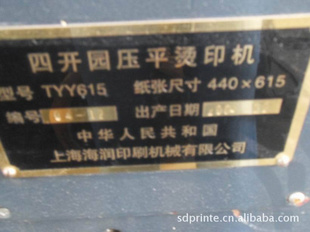 四开园压平烫印机
型号 TYY615 纸张尺寸 440×615
编号 出产日期
中华人民共和国
上海海润印刷机械有限公司
sdprinte.cn.alibaba.com